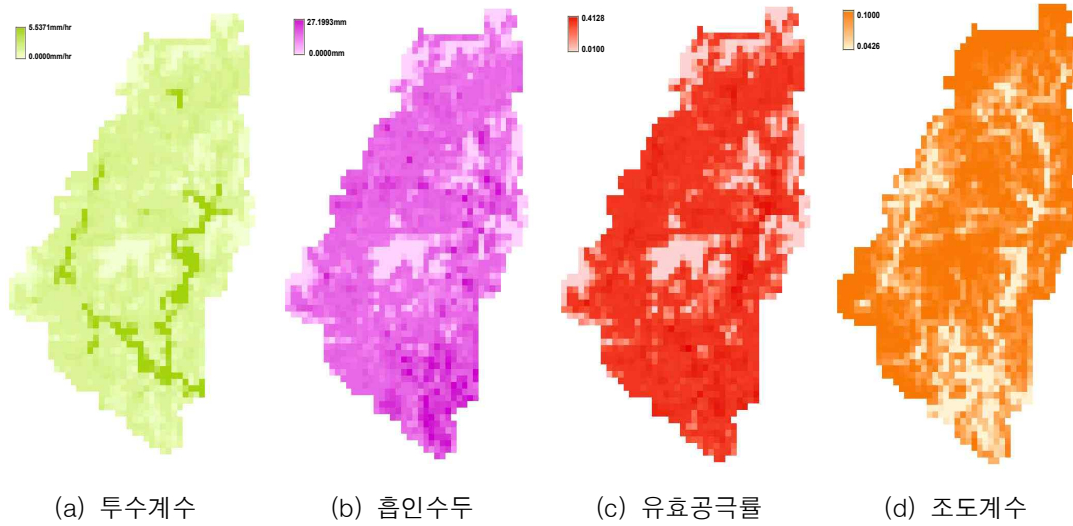 5.5371mm/hr
0.0000mm/hr
27.1993mm
0.0000mm
0.4128
0.0100
0.1000
0.0426
(a) 투수계수
(b) 흡인수두
(c) 유효공극률
(d) 조도계수